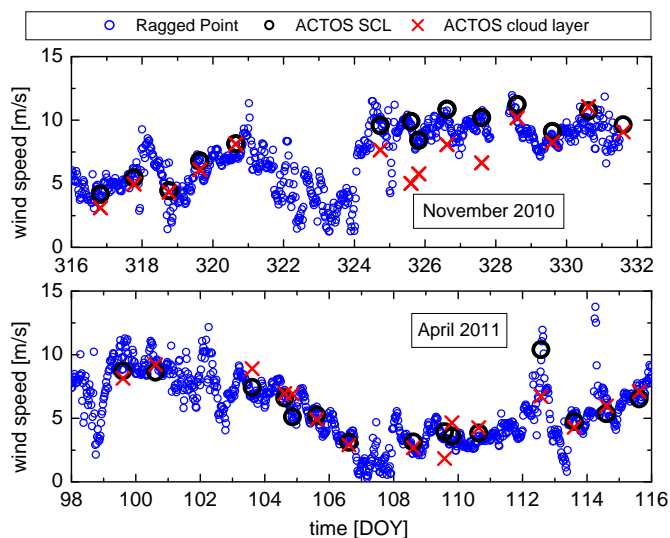 Ragged Point ACTOS SCL ACTOS cloud layer
15
10
5
0
wind speed [m/s]
November 2010
316 318 320 322 324 326 328 330 332
15
10
5
0
wind speed [m/s]
April 2011
98 100 102 104 106 108 110 112 114 116
time [DOY]